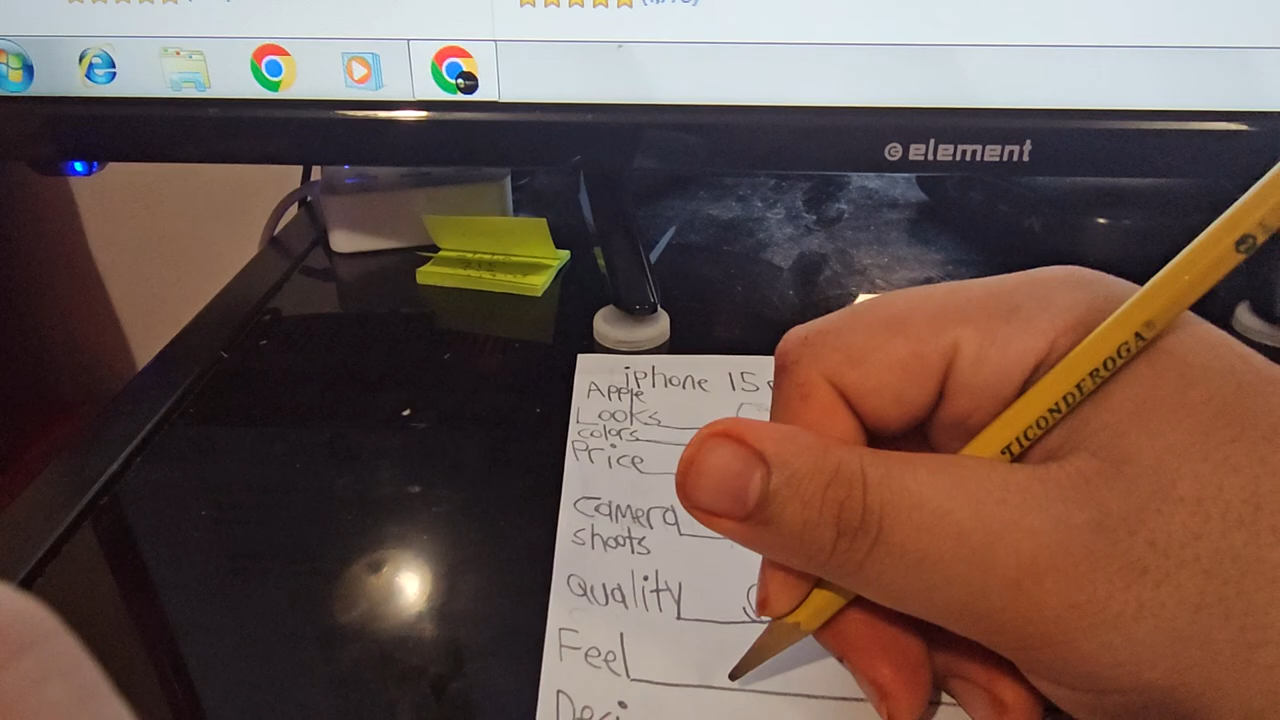 element
TICONDEROGA®
iphone 15
Apple
Looks
colors
Price
Camera
shoots
quality
Feel